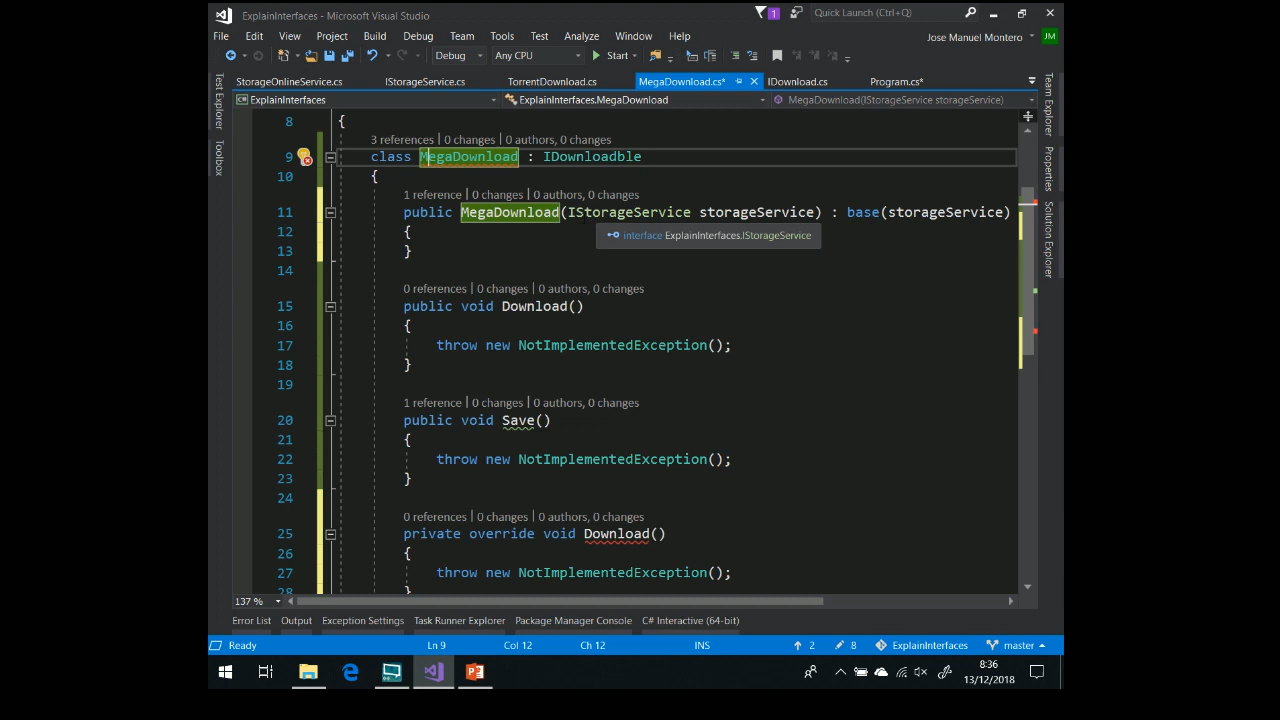 ExplainInterfaces - Microsoft Visual Studio
1
Quick Launch (Ctrl+Q)
File Edit View Project Build Debug Team Tools Test Analyze Window Help
Jose Manuel Montero JM
Debug Any CPU Start
StorageOnlineService.cs IStorageService.cs TorrentDownload.cs MegaDownload.cs* IDownload.cs Program.cs*
ExplainInterfaces ExplainInterfaces.MegaDownload MegaDownload(IStorageService storageService)
Test Explorer
Toolbox
Team Explorer
Properties
Solution Explorer
8 {
3 references | 0 changes | 0 authors, 0 changes
9 class MegaDownload : IDownloadble
10 {
1 reference | 0 changes | 0 authors, 0 changes
11 public MegaDownload(IStorageService storageService) : base(storageService)
12 {
interface ExplainInterfaces.IStorageService
13 }
14
0 references | 0 changes | 0 authors, 0 changes
15 public void Download()
16 {
17 throw new NotImplementedException();
18 }
19
1 reference | 0 changes | 0 authors, 0 changes
20 public void Save()
21 {
22 throw new NotImplementedException();
23 }
24
0 references | 0 changes | 0 authors, 0 changes
25 private override void Download()
26 {
27 throw new NotImplementedException();
28 }
137 %
Error List Output Exception Settings Task Runner Explorer Package Manager Console C# Interactive (64-bit)
Ready Ln 9 Col 12 Ch 12 INS 2 8 ExplainInterfaces master
8:36
13/12/2018